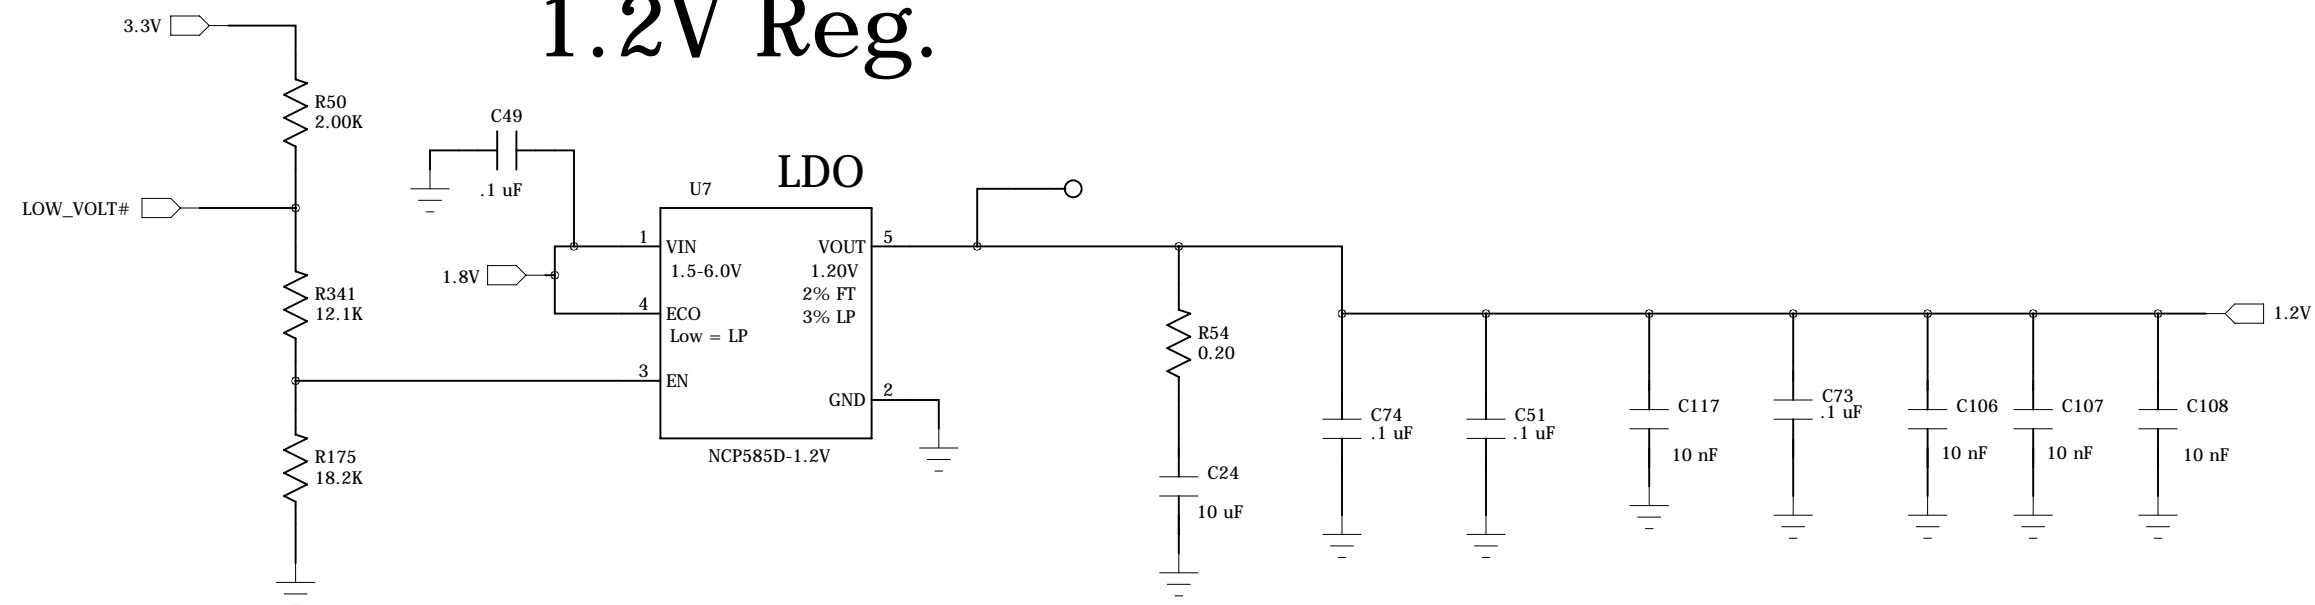 1.2V Reg.
3.3V
R50
2.00K
C49
.1 uF
LDO
U7
LOW_VOLT#
1
VIN
1.5-6.0V
VOUT
5
1.20V
2% FT
3% LP
1.8V
4
ECO
Low = LP
R341
12.1K
3
EN
GND
2
NCP585D-1.2V
R175
18.2K
R54
0.20
C24
10 uF
C74
.1 uF
C51
.1 uF
C117
10 nF
C73
.1 uF
C106
10 nF
C107
10 nF
C108
10 nF
1.2V